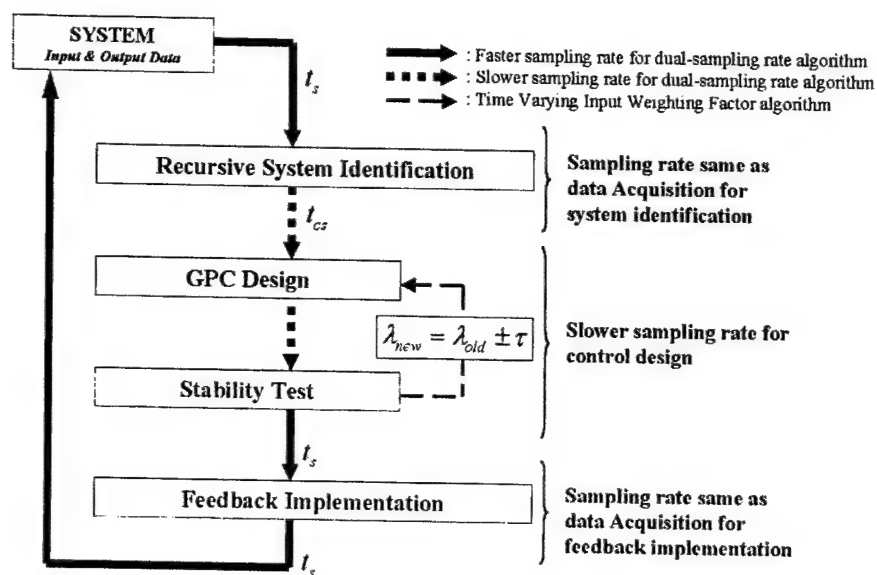 SYSTEM
Input & Output Data
t_s
: Faster sampling rate for dual-sampling rate algorithm
: Slower sampling rate for dual-sampling rate algorithm
: Time Varying Input Weighting Factor algorithm
Recursive System Identification
Sampling rate same as
data Acquisition for
system identification
t_cs
GPC Design
λ_new = λ_old ± τ
Slower sampling rate for
control design
Stability Test
t_s
Feedback Implementation
Sampling rate same as
data Acquisition for
feedback implementation
t_s